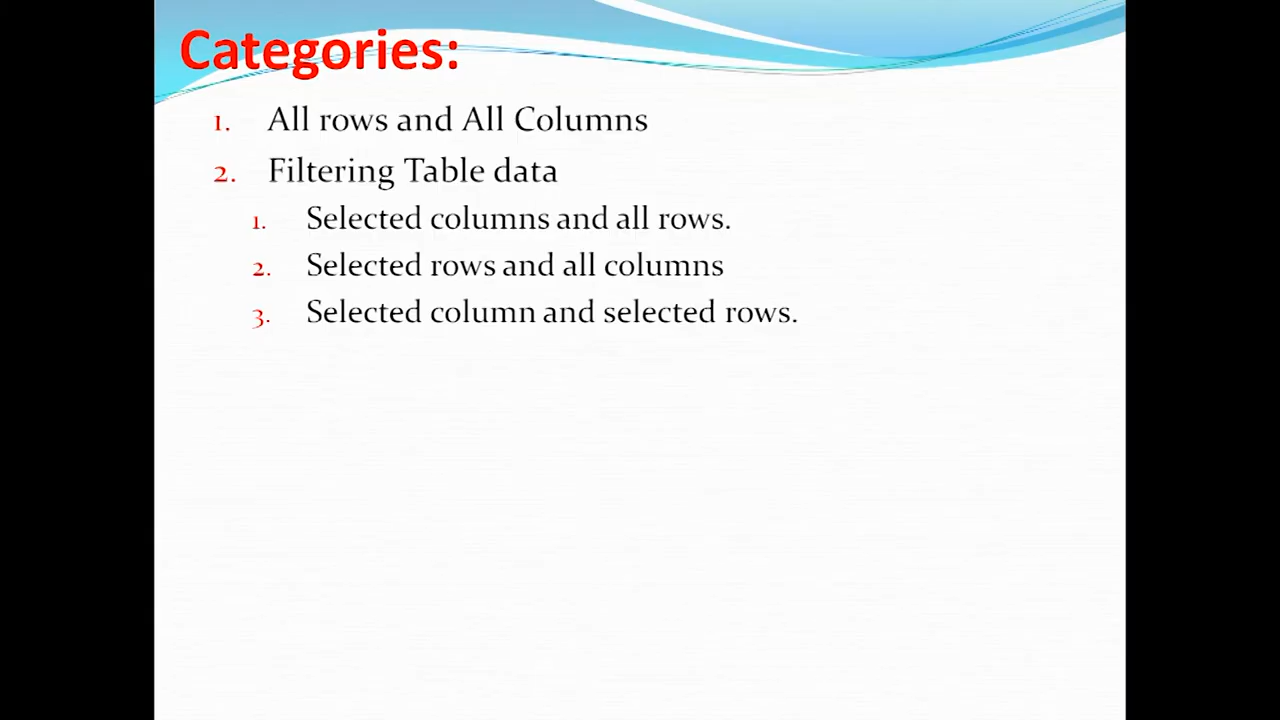 Categories:
1. All rows and All Columns
2. Filtering Table data
1. Selected columns and all rows.
2. Selected rows and all columns
3. Selected column and selected rows.